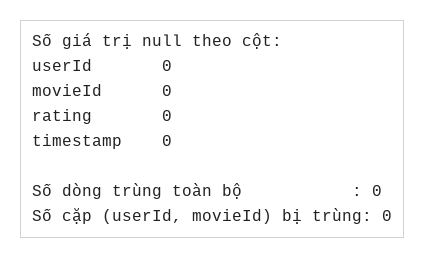 Số giá trị null theo cột:
userId       0
movieId      0
rating       0
timestamp    0

Số dòng trùng toàn bộ           : 0
Số cặp (userId, movieId) bị trùng: 0